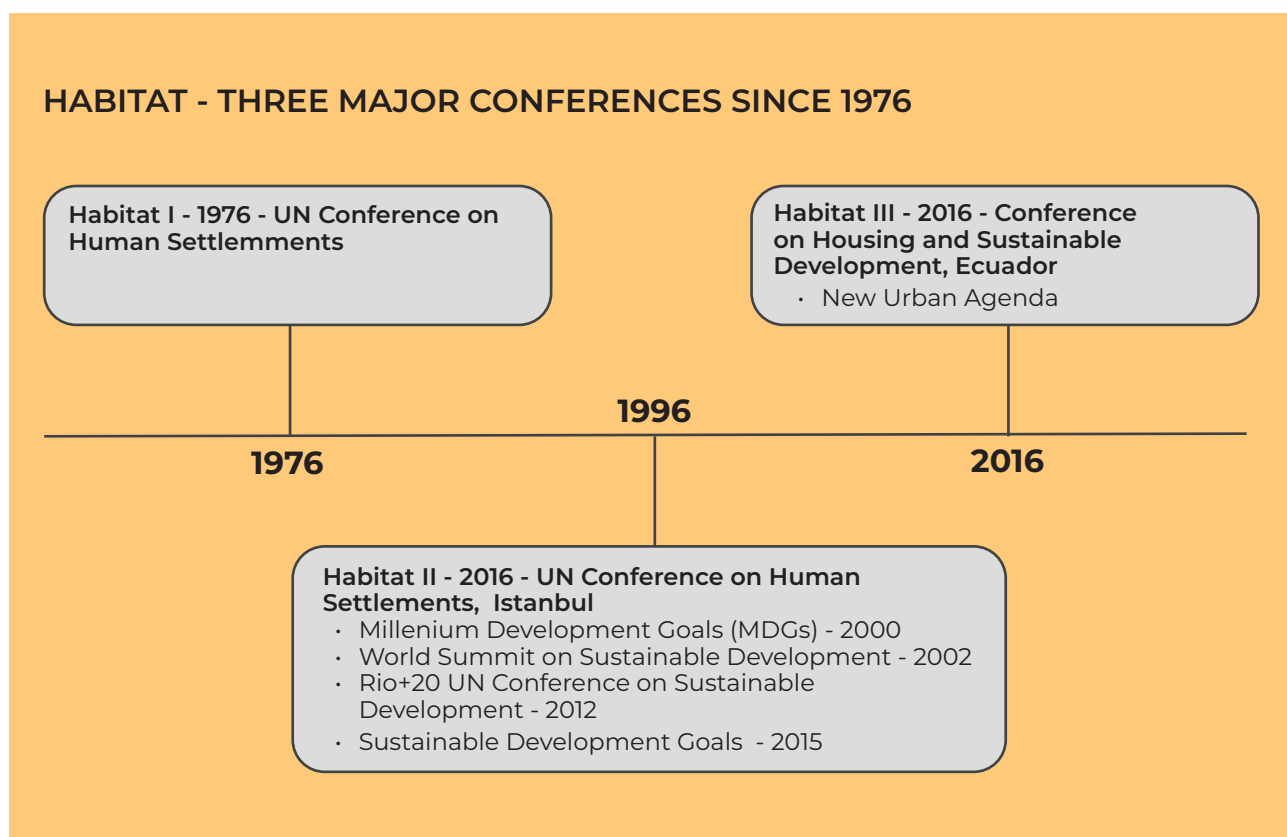 HABITAT - THREE MAJOR CONFERENCES SINCE 1976
Habitat I - 1976 - UN Conference on
Human Settlemments
Habitat III - 2016 - Conference
on Housing and Sustainable
Development, Ecuador
· New Urban Agenda
1996
1976
2016
Habitat II - 2016 - UN Conference on Human
Settlements, Istanbul
· Millenium Development Goals (MDGs) - 2000
· World Summit on Sustainable Development - 2002
· Rio+20 UN Conference on Sustainable
Development - 2012
· Sustainable Development Goals - 2015